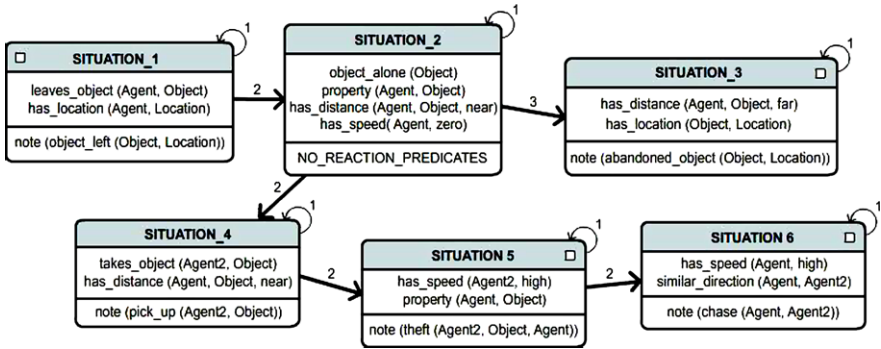 SITUATION_1
leaves_object (Agent, Object)
has_location (Agent, Location)
note (object_left (Object, Location))
1
2
SITUATION_2
object_alone (Object)
property (Agent, Object)
has_distance (Agent, Object, near)
has_speed( Agent, zero)
NO_REACTION_PREDICATES
1
3
SITUATION_3
has_distance (Agent, Object, far)
has_location (Object, Location)
note (abandoned_object (Object, Location))
1
2
SITUATION_4
takes_object (Agent2, Object)
has_distance (Agent, Object, near)
note (pick_up (Agent2, Object))
1
2
SITUATION 5
has_speed (Agent2, high)
property (Agent, Object)
note (theft (Agent2, Object, Agent))
1
2
SITUATION 6
has_speed (Agent, high)
similar_direction (Agent, Agent2)
note (chase (Agent, Agent2))
1